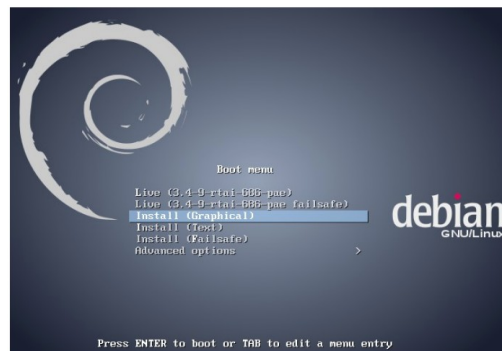 Boot menu
Live (3.4-9-rtai-686-pae)
Live (3.4-9-rtai-686-pae failsafe)
Install (Graphical)
Install (Text)
Install (Failsafe)
Advanced options >
debian
GNU/Linux
Press ENTER to boot or TAB to edit a menu entry